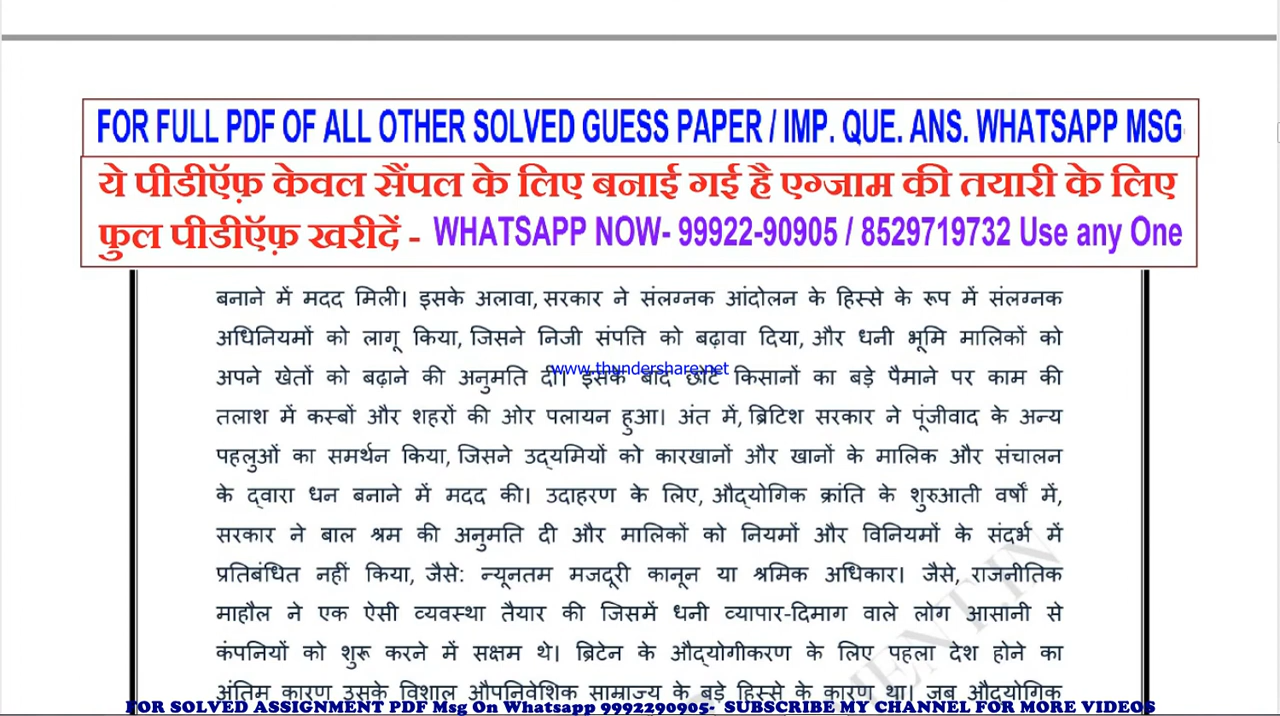 FOR FULL PDF OF ALL OTHER SOLVED GUESS PAPER / IMP. QUE. ANS. WHATSAPP MSG
ये पीडीऍफ़ केवल सैंपल के लिए बनाई गई है एग्जाम की तयारी के लिए
फुल पीडीऍफ़ खरीदें - WHATSAPP NOW- 99922-90905 / 8529719732 Use any One
बनाने में मदद मिली। इसके अलावा, सरकार ने संलग्नक आंदोलन के हिस्से के रूप में संलग्नक
अधिनियमों को लागू किया, जिसने निजी संपत्ति को बढ़ावा दिया, और धनी भूमि मालिकों को
www.thundershare.net
अपने खेतों को बढ़ाने की अनुमति दी। इसके बाद छोटे किसानों का बड़े पैमाने पर काम की
तलाश में कस्बों और शहरों की ओर पलायन हुआ। अंत में, ब्रिटिश सरकार ने पूंजीवाद के अन्य
पहलुओं का समर्थन किया, जिसने उद्यमियों को कारखानों और खानों के मालिक और संचालन
के द्वारा धन बनाने में मदद की। उदाहरण के लिए, औद्योगिक क्रांति के शुरुआती वर्षों में,
सरकार ने बाल श्रम की अनुमति दी और मालिकों को नियमों और विनियमों के संदर्भ में
प्रतिबंधित नहीं किया, जैसे: न्यूनतम मजदूरी कानून या श्रमिक अधिकार। जैसे, राजनीतिक
माहौल ने एक ऐसी व्यवस्था तैयार की जिसमें धनी व्यापार-दिमाग वाले लोग आसानी से
कंपनियों को शुरू करने में सक्षम थे। ब्रिटेन के औद्योगीकरण के लिए पहला देश होने का
अंतिम कारण उसके विशाल औपनिवेशिक साम्राज्य के बड़े हिस्से के कारण था। जब औद्योगिक
FOR SOLVED ASSIGNMENT PDF Msg On Whatsapp 9992290905- SUBSCRIBE MY CHANNEL FOR MORE VIDEOS